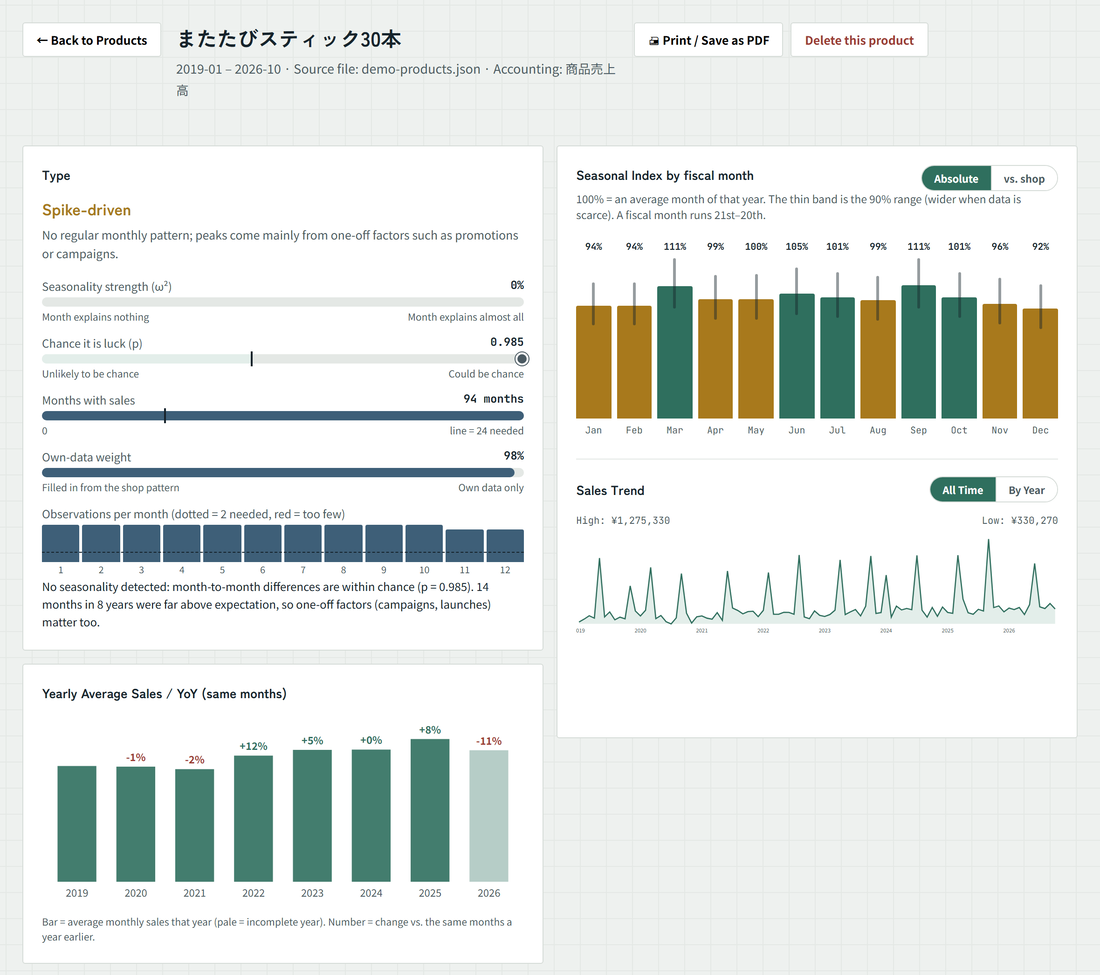 ← Back to Products
またたびスティック30本
2019-01 – 2026-10 · Source file: demo-products.json · Accounting: 商品売上
高
Print / Save as PDF
Delete this product
Type
Spike-driven
No regular monthly pattern; peaks come mainly from one-off factors such as promotions
or campaigns.
Seasonality strength (ω²)
0%
Month explains nothing
Month explains almost all
Chance it is luck (p)
0.985
Unlikely to be chance
Could be chance
Months with sales
94 months
0
line = 24 needed
Own-data weight
98%
Filled in from the shop pattern
Own data only
Observations per month (dotted = 2 needed, red = too few)
1 2 3 4 5 6 7 8 9 10 11 12
No seasonality detected: month-to-month differences are within chance (p = 0.985). 14
months in 8 years were far above expectation, so one-off factors (campaigns, launches)
matter too.
Yearly Average Sales / YoY (same months)
-1% -2% +12% +5% +0% +8% -11%
2019 2020 2021 2022 2023 2024 2025 2026
Bar = average monthly sales that year (pale = incomplete year). Number = change vs. the same months a
year earlier.
Seasonal Index by fiscal month
Absolute
vs. shop
100% = an average month of that year. The thin band is the 90% range (wider when data is
scarce). A fiscal month runs 21st–20th.
94% 94% 111% 99% 100% 105% 101% 99% 111% 101% 96% 92%
Jan Feb Mar Apr May Jun Jul Aug Sep Oct Nov Dec
Sales Trend
All Time
By Year
High: ¥1,275,330
Low: ¥330,270
019 2020 2021 2022 2023 2024 2025 2026